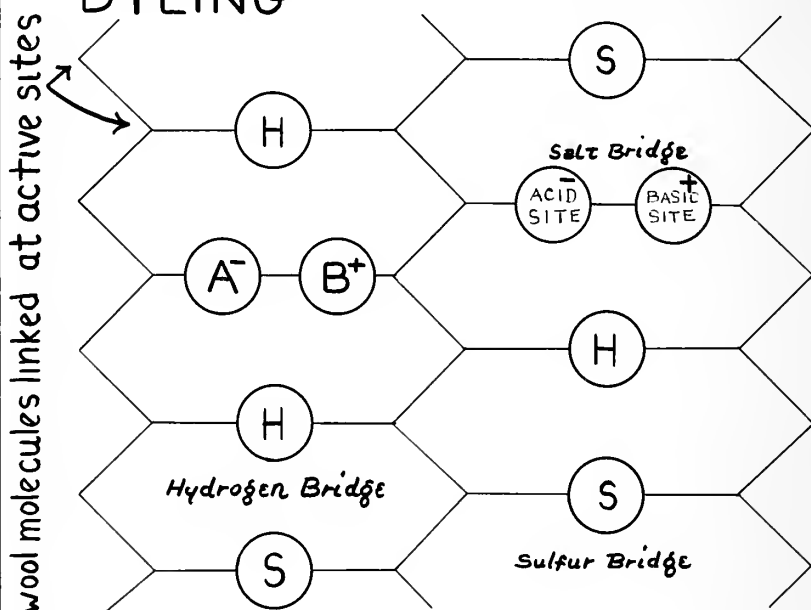 DYEING
wool molecules linked at active sites
S
H
Salt Bridge
ACID SITE -
BASIC SITE +
A- B+
H
H
Hydrogen Bridge
S
Sulfur Bridge
S